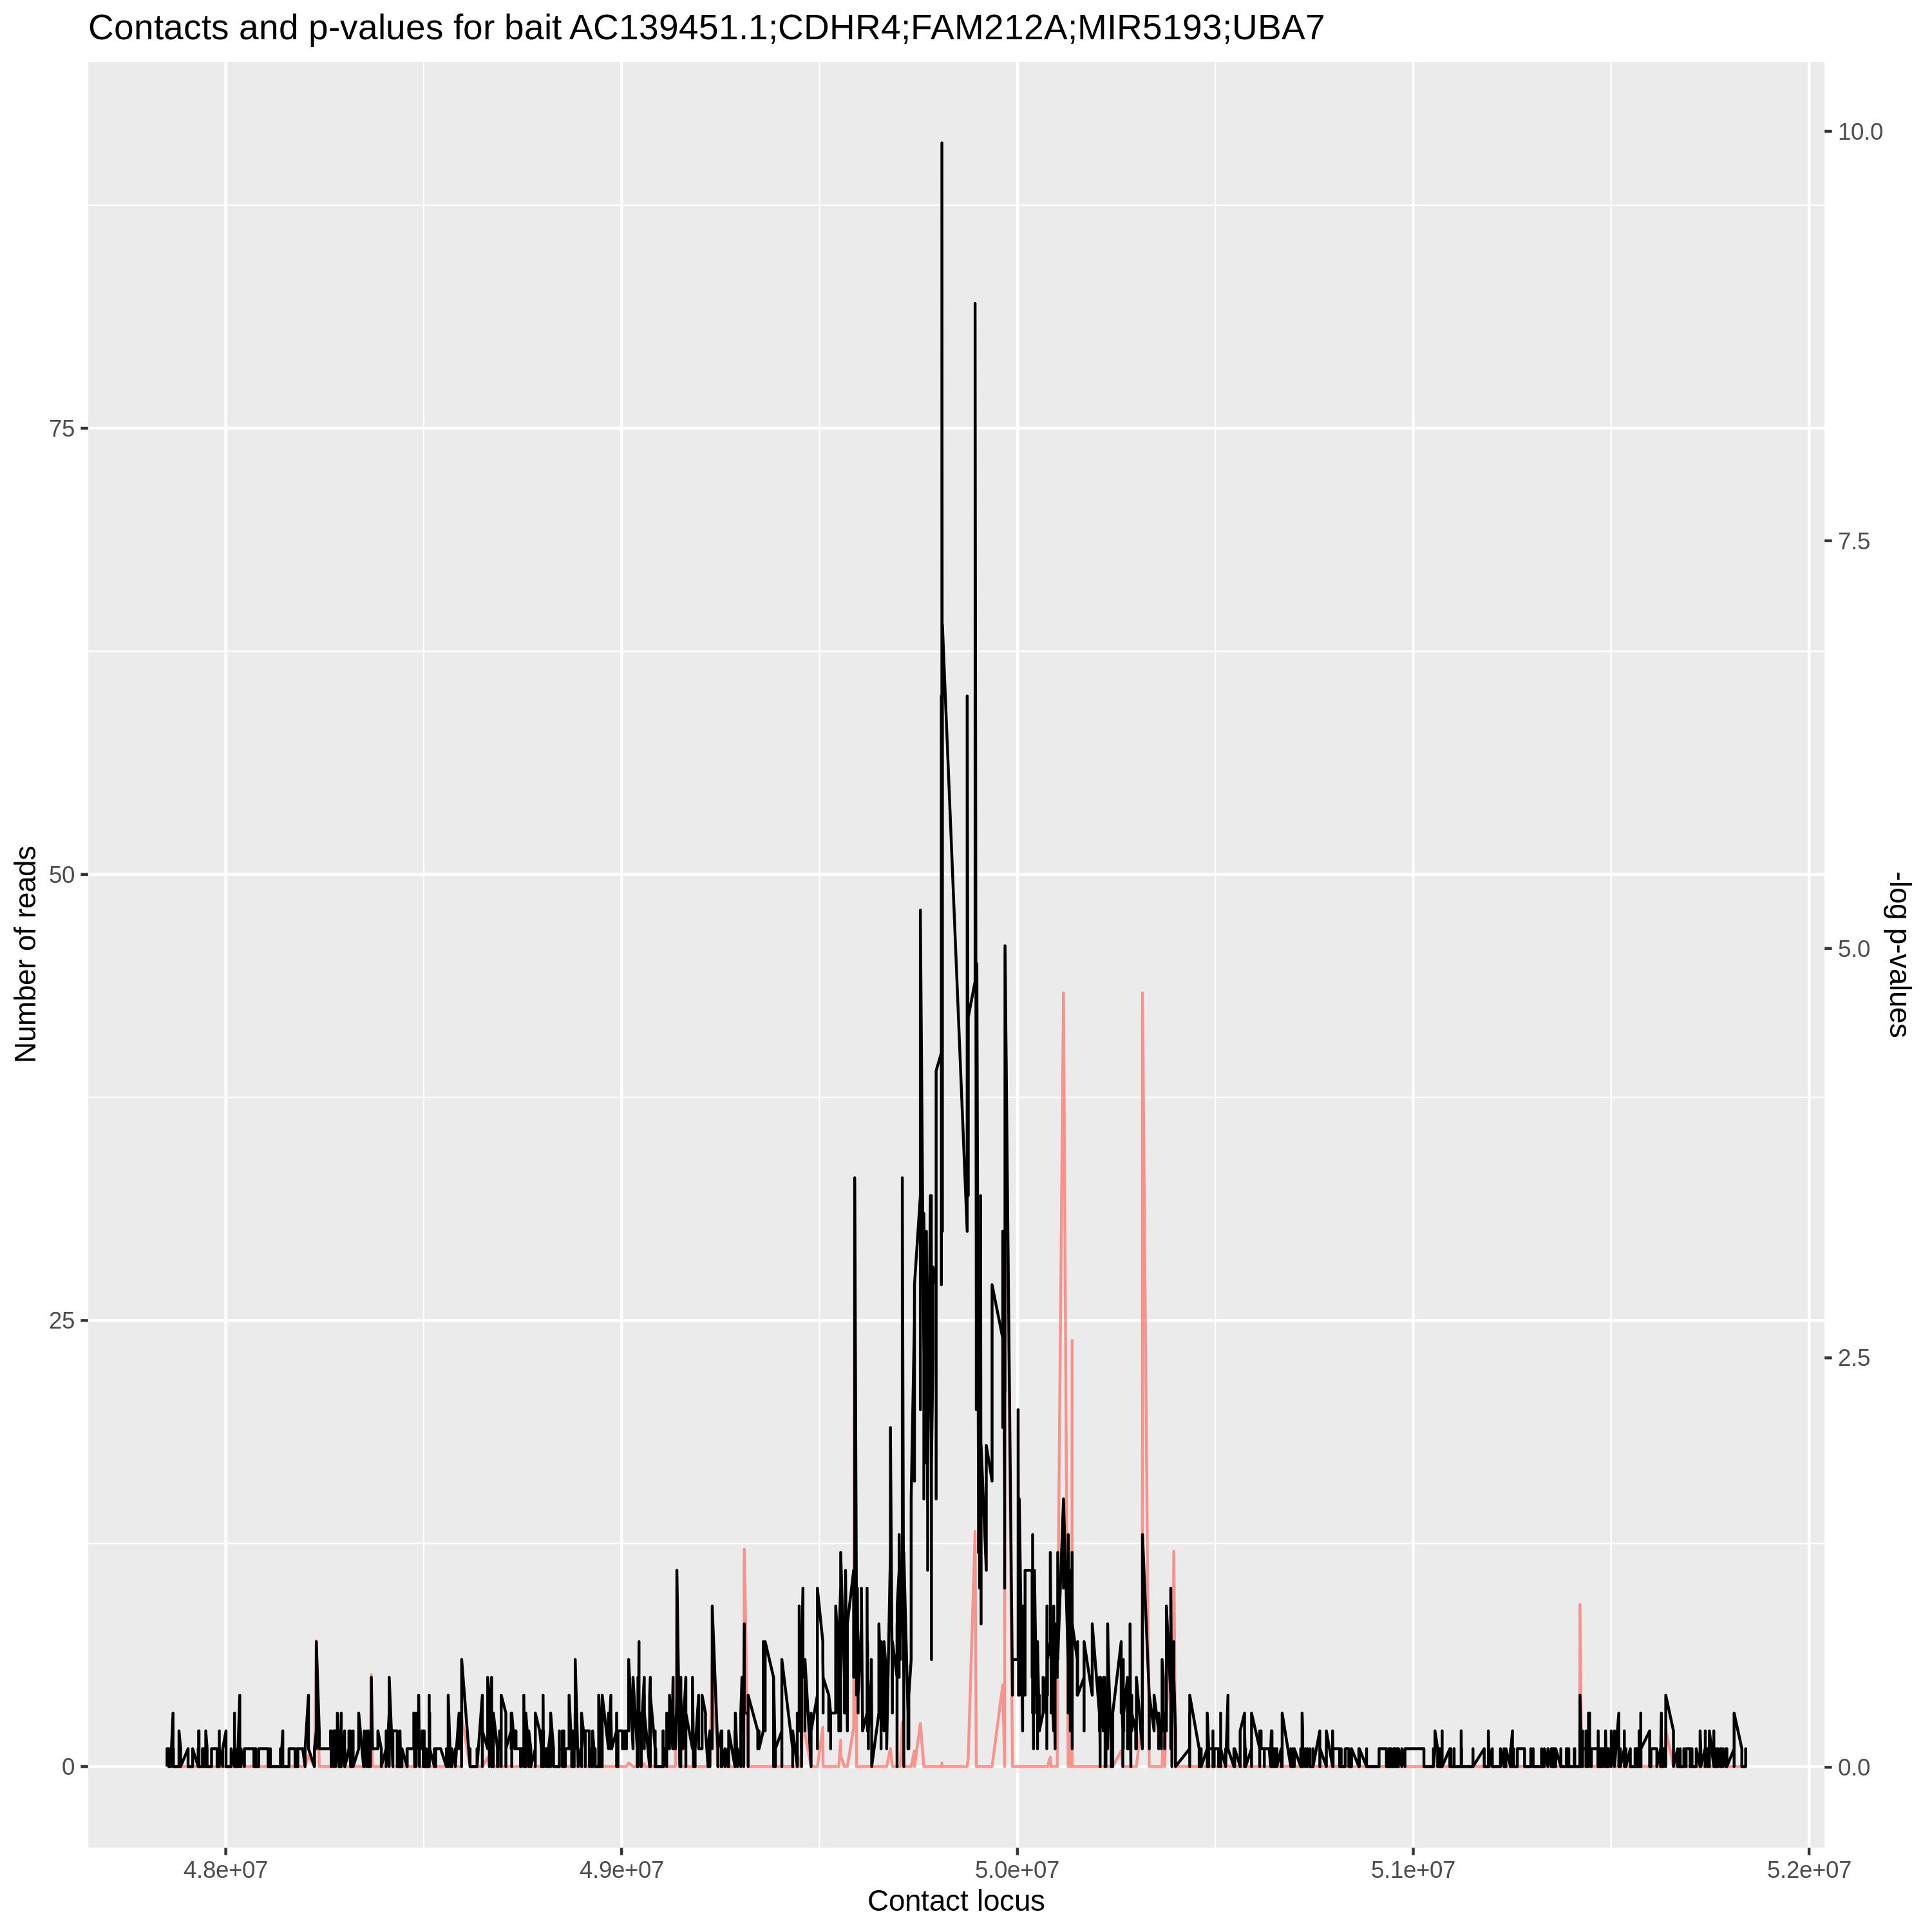 Contacts and p-values for bait AC139451.1;CDHR4;FAM212A;MIR5193;UBA7
10.0
7.5
5.0
2.5
0.0
-log p-values
75
50
25
0
Number of reads
4.8e+07
4.9e+07
5.0e+07
5.1e+07
5.2e+07
Contact locus